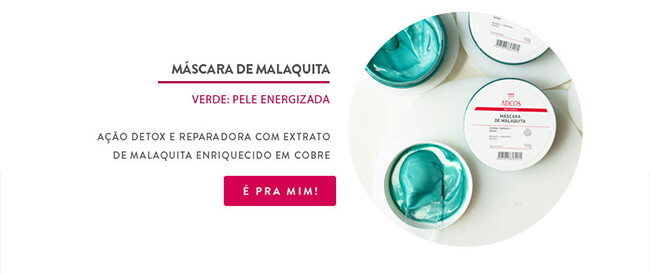 MÁSCARA DE MALAQUITA
VERDE: PELE ENERGIZADA
AÇÃO DETOX E REPARADORA COM EXTRATO
DE MALAQUITA ENRIQUECIDO EM COBRE
É PRA MIM!
ADCOS
MÁSCARA
DE MALAQUITA